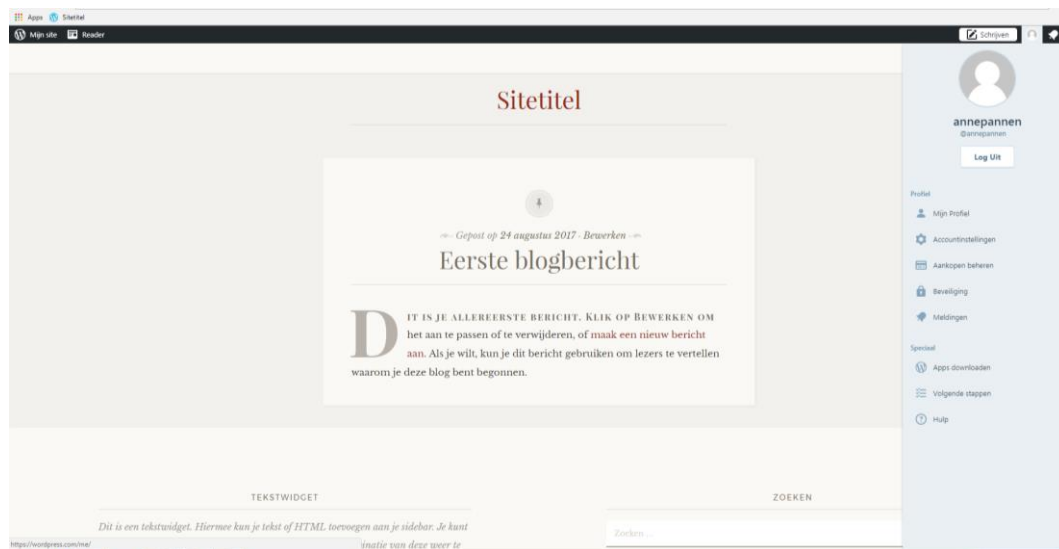 Apps Sitetitel
Mijn site Reader Schrijven
Sitetitel
Gepost op 24 augustus 2017 - Bewerken
Eerste blogbericht
DIT IS JE ALLEREERSTE BERICHT. KLIK OP BEWERKEN OM
het aan te passen of te verwijderen, of maak een nieuw bericht
aan. Als je wilt, kun je dit bericht gebruiken om lezers te vertellen
waarom je deze blog bent begonnen.
TEKSTWIDGET
Dit is een tekstwidget. Hiermee kun je tekst of HTML toevoegen aan je sidebar. Je kunt
van deze weer te
ZOEKEN
Zoeken ...
annepannen
@annepannen
Log Uit
Profiel
Mijn Profiel
Accountinstellingen
Aankopen beheren
Beveiliging
Meldingen
Speciaal
Apps downloaden
Volgende stappen
Hulp
https://wordpress.com/me/